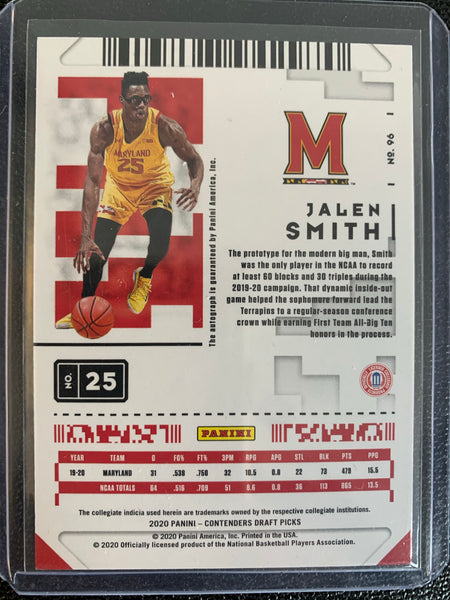 MARYLAND
25
M
NO. 96
JALEN
SMITH
The prototype for the modern big man, Smith
was the only player in the NCAA to record
at least 60 blocks and 30 triples during the
2019-20 campaign. That dynamic inside-out
game helped the sophomore forward lead the
Terrapins to a regular-season conference
crown while earning First Team All-Big Ten
honors in the process.
The autograph is guaranteed by Panini America, Inc.
NO. 25
PANINI
YEAR TEAM G FG% FT% 3PM RPG APG STL BLK PTS PPG
19-20 MARYLAND 31 .538 .750 32 10.5 0.8 22 73 479 15.5
NCAA TOTALS 64 .516 .709 51 8.6 0.8 36 113 865 13.5
The collegiate indicia used herein are trademarks owned by the respective collegiate institutions.
2020 PANINI – CONTENDERS DRAFT PICKS
© 2020 Panini America, Inc. Printed in the USA.
© 2020 Officially licensed product of the National Basketball Players Association.